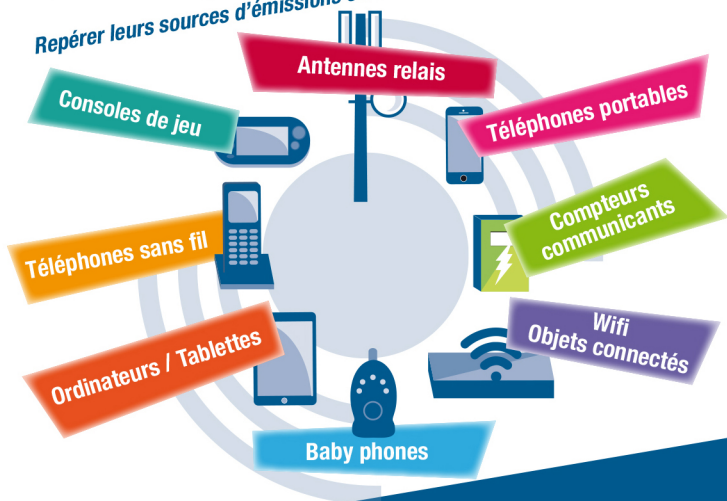 Repérer leurs sources d'émissions
Antennes relais
Consoles de jeu
Téléphones portables
Compteurs
communicants
Téléphones sans fil
Wifi
Objets connectés
Ordinateurs / Tablettes
Baby phones